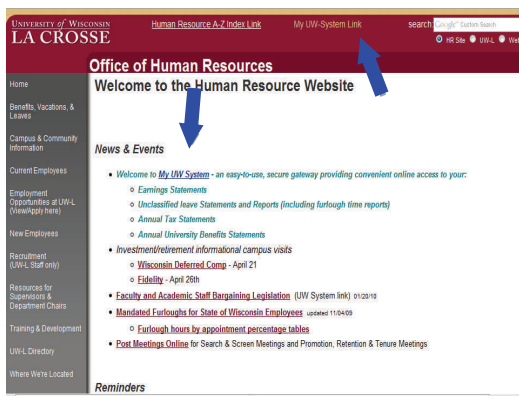 UNIVERSITY of WISCONSIN
LA CROSSE
Human Resource A-Z Index Link
My UW-System Link
search:
Google™ Custom Search
HR Site UW-L Web
Office of Human Resources
Welcome to the Human Resource Website
Home
Benefits, Vacations, &
Leaves
Campus & Community
Information
Current Employees
Employment
Opportunities at UW-L
(View/Apply here)
New Employees
Recruitment
(UW-L Staff only)
Resources for
Supervisors &
Department Chairs
Training & Development
UW-L Directory
Where We're Located
News & Events
Welcome to My UW System - an easy-to-use, secure gateway providing convenient online access to your:
Earnings Statements
Unclassified leave Statements and Reports (including furlough time reports)
Annual Tax Statements
Annual University Benefits Statements
Investment/retirement informational campus visits
Wisconsin Deferred Comp - April 21
Fidelity - April 26th
Faculty and Academic Staff Bargaining Legislation (UW System link) 01/20/10
Mandated Furloughs for State of Wisconsin Employees updated 11/04/09
Furlough hours by appointment percentage tables
Post Meetings Online for Search & Screen Meetings and Promotion, Retention & Tenure Meetings
Reminders